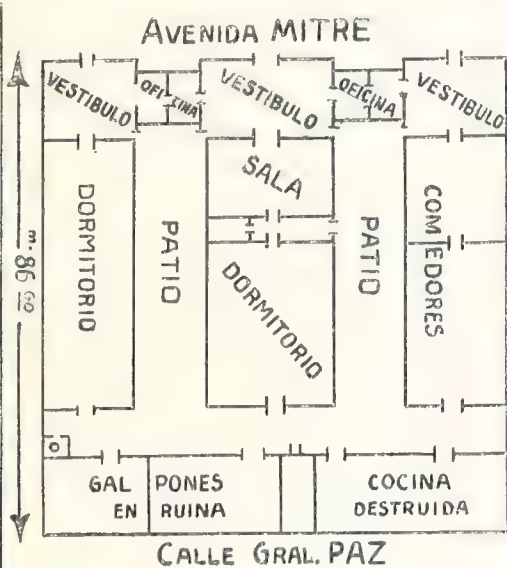 AVENIDA MITRE
VESTIBULO
OFICINA
VESTIBULO
OFICINA
VESTIBULO
SALA
DORMITORIO
PATIO
DORMITORIO
PATIO
COMEDORES
m. 86 60
GAL PONES
EN RUINA
COCINA
DESTRUIDA
CALLE GRAL. PAZ